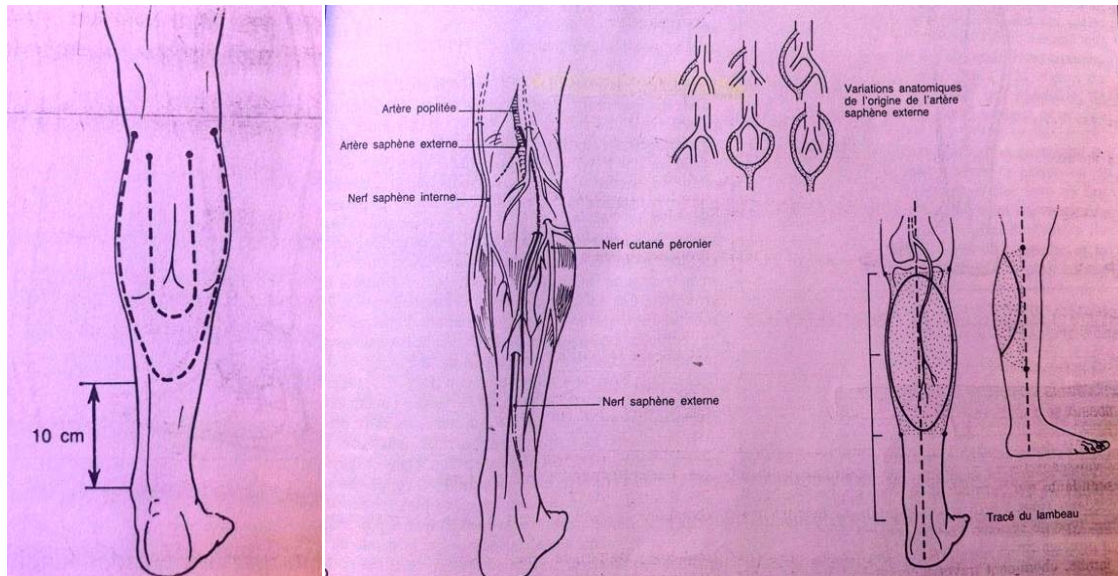 10 cm
Artère poplitée
Artère saphène externe
Nerf saphène interne
Nerf cutané péronier
Nerf saphène externe
Variations anatomiques
de l'origine de l'artère
saphène externe
Tracé du lambeau